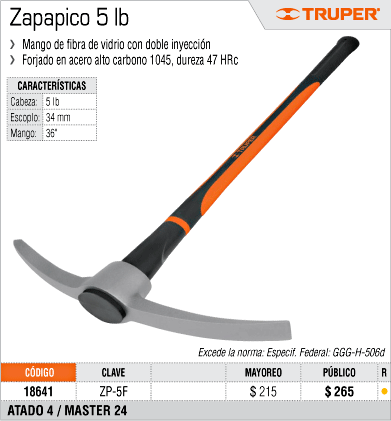 Zapapico 5 lb
TRUPER
❯ Mango de fibra de vidrio con doble inyección
❯ Forjado en acero alto carbono 1045, dureza 47 HRc
CARACTERÍSTICAS
Cabeza: 5 lb
Escoplo: 34 mm
Mango: 36"
TRUPER
Excede la norma: Especif. Federal: GGG-H-506d
CÓDIGO CLAVE MAYOREO PÚBLICO R
18641 ZP-5F $ 215 $ 265
ATADO 4 / MASTER 24